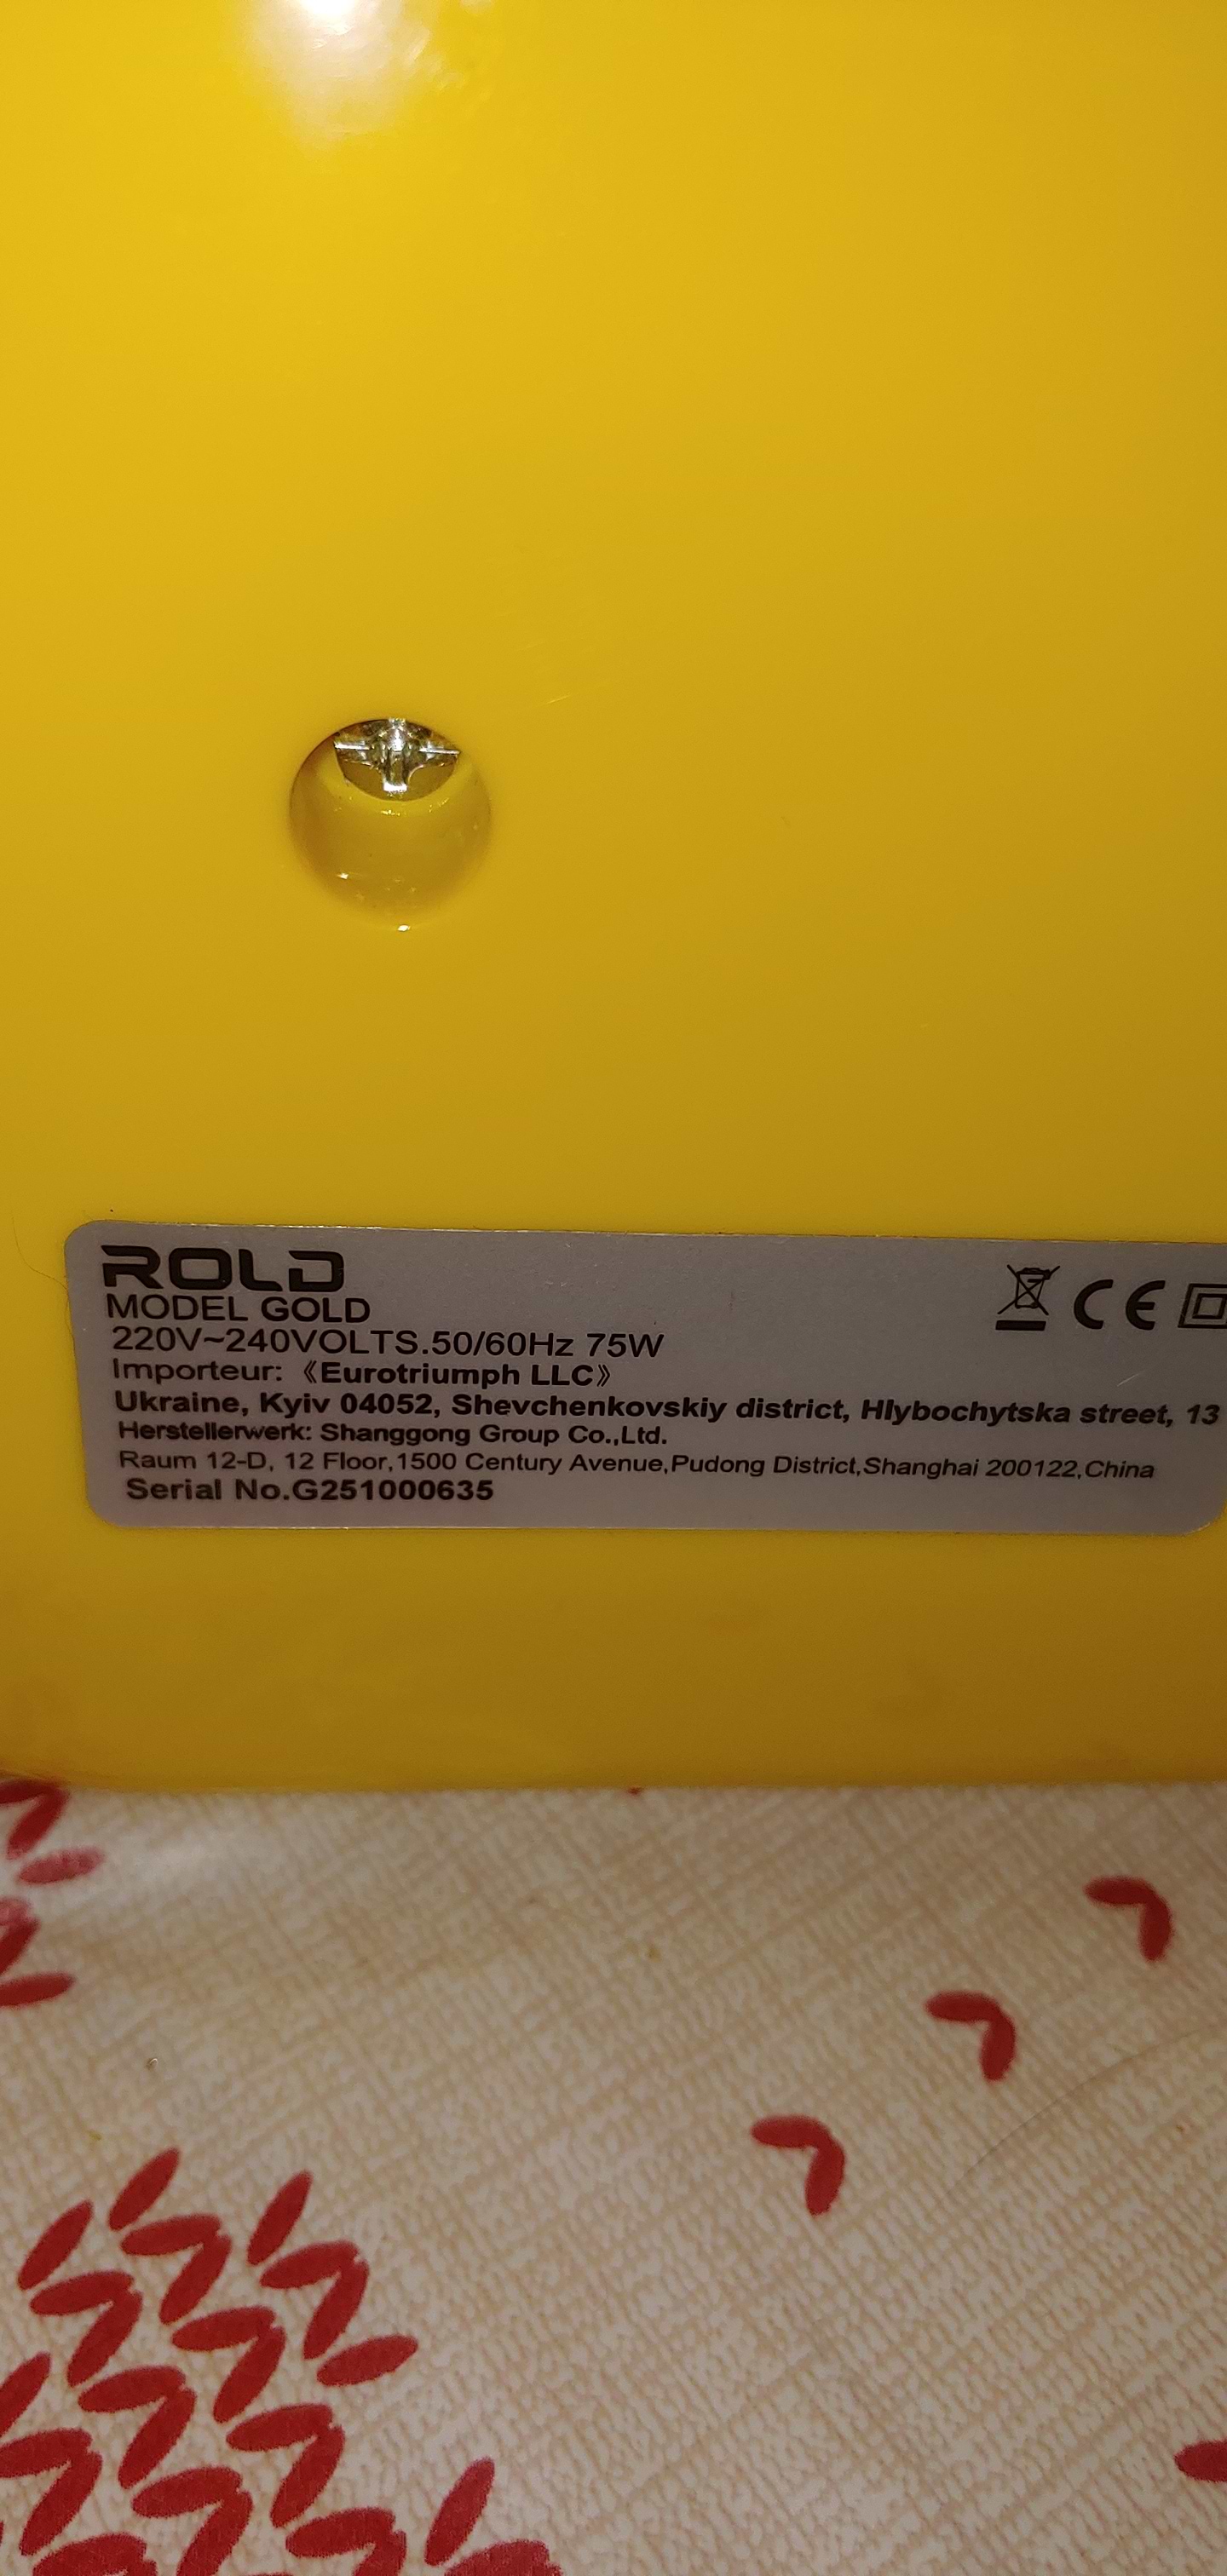 ROLD
MODEL GOLD
220V~240VOLTS.50/60Hz 75W
Importeur: 《Eurotriumph LLC》
Ukraine, Kyiv 04052, Shevchenkovskiy district, Hlybochytska street, 13
Herstellerwerk: Shanggong Group Co.,Ltd.
Raum 12-D, 12 Floor,1500 Century Avenue,Pudong District,Shanghai 200122,China
Serial No.G251000635
CE